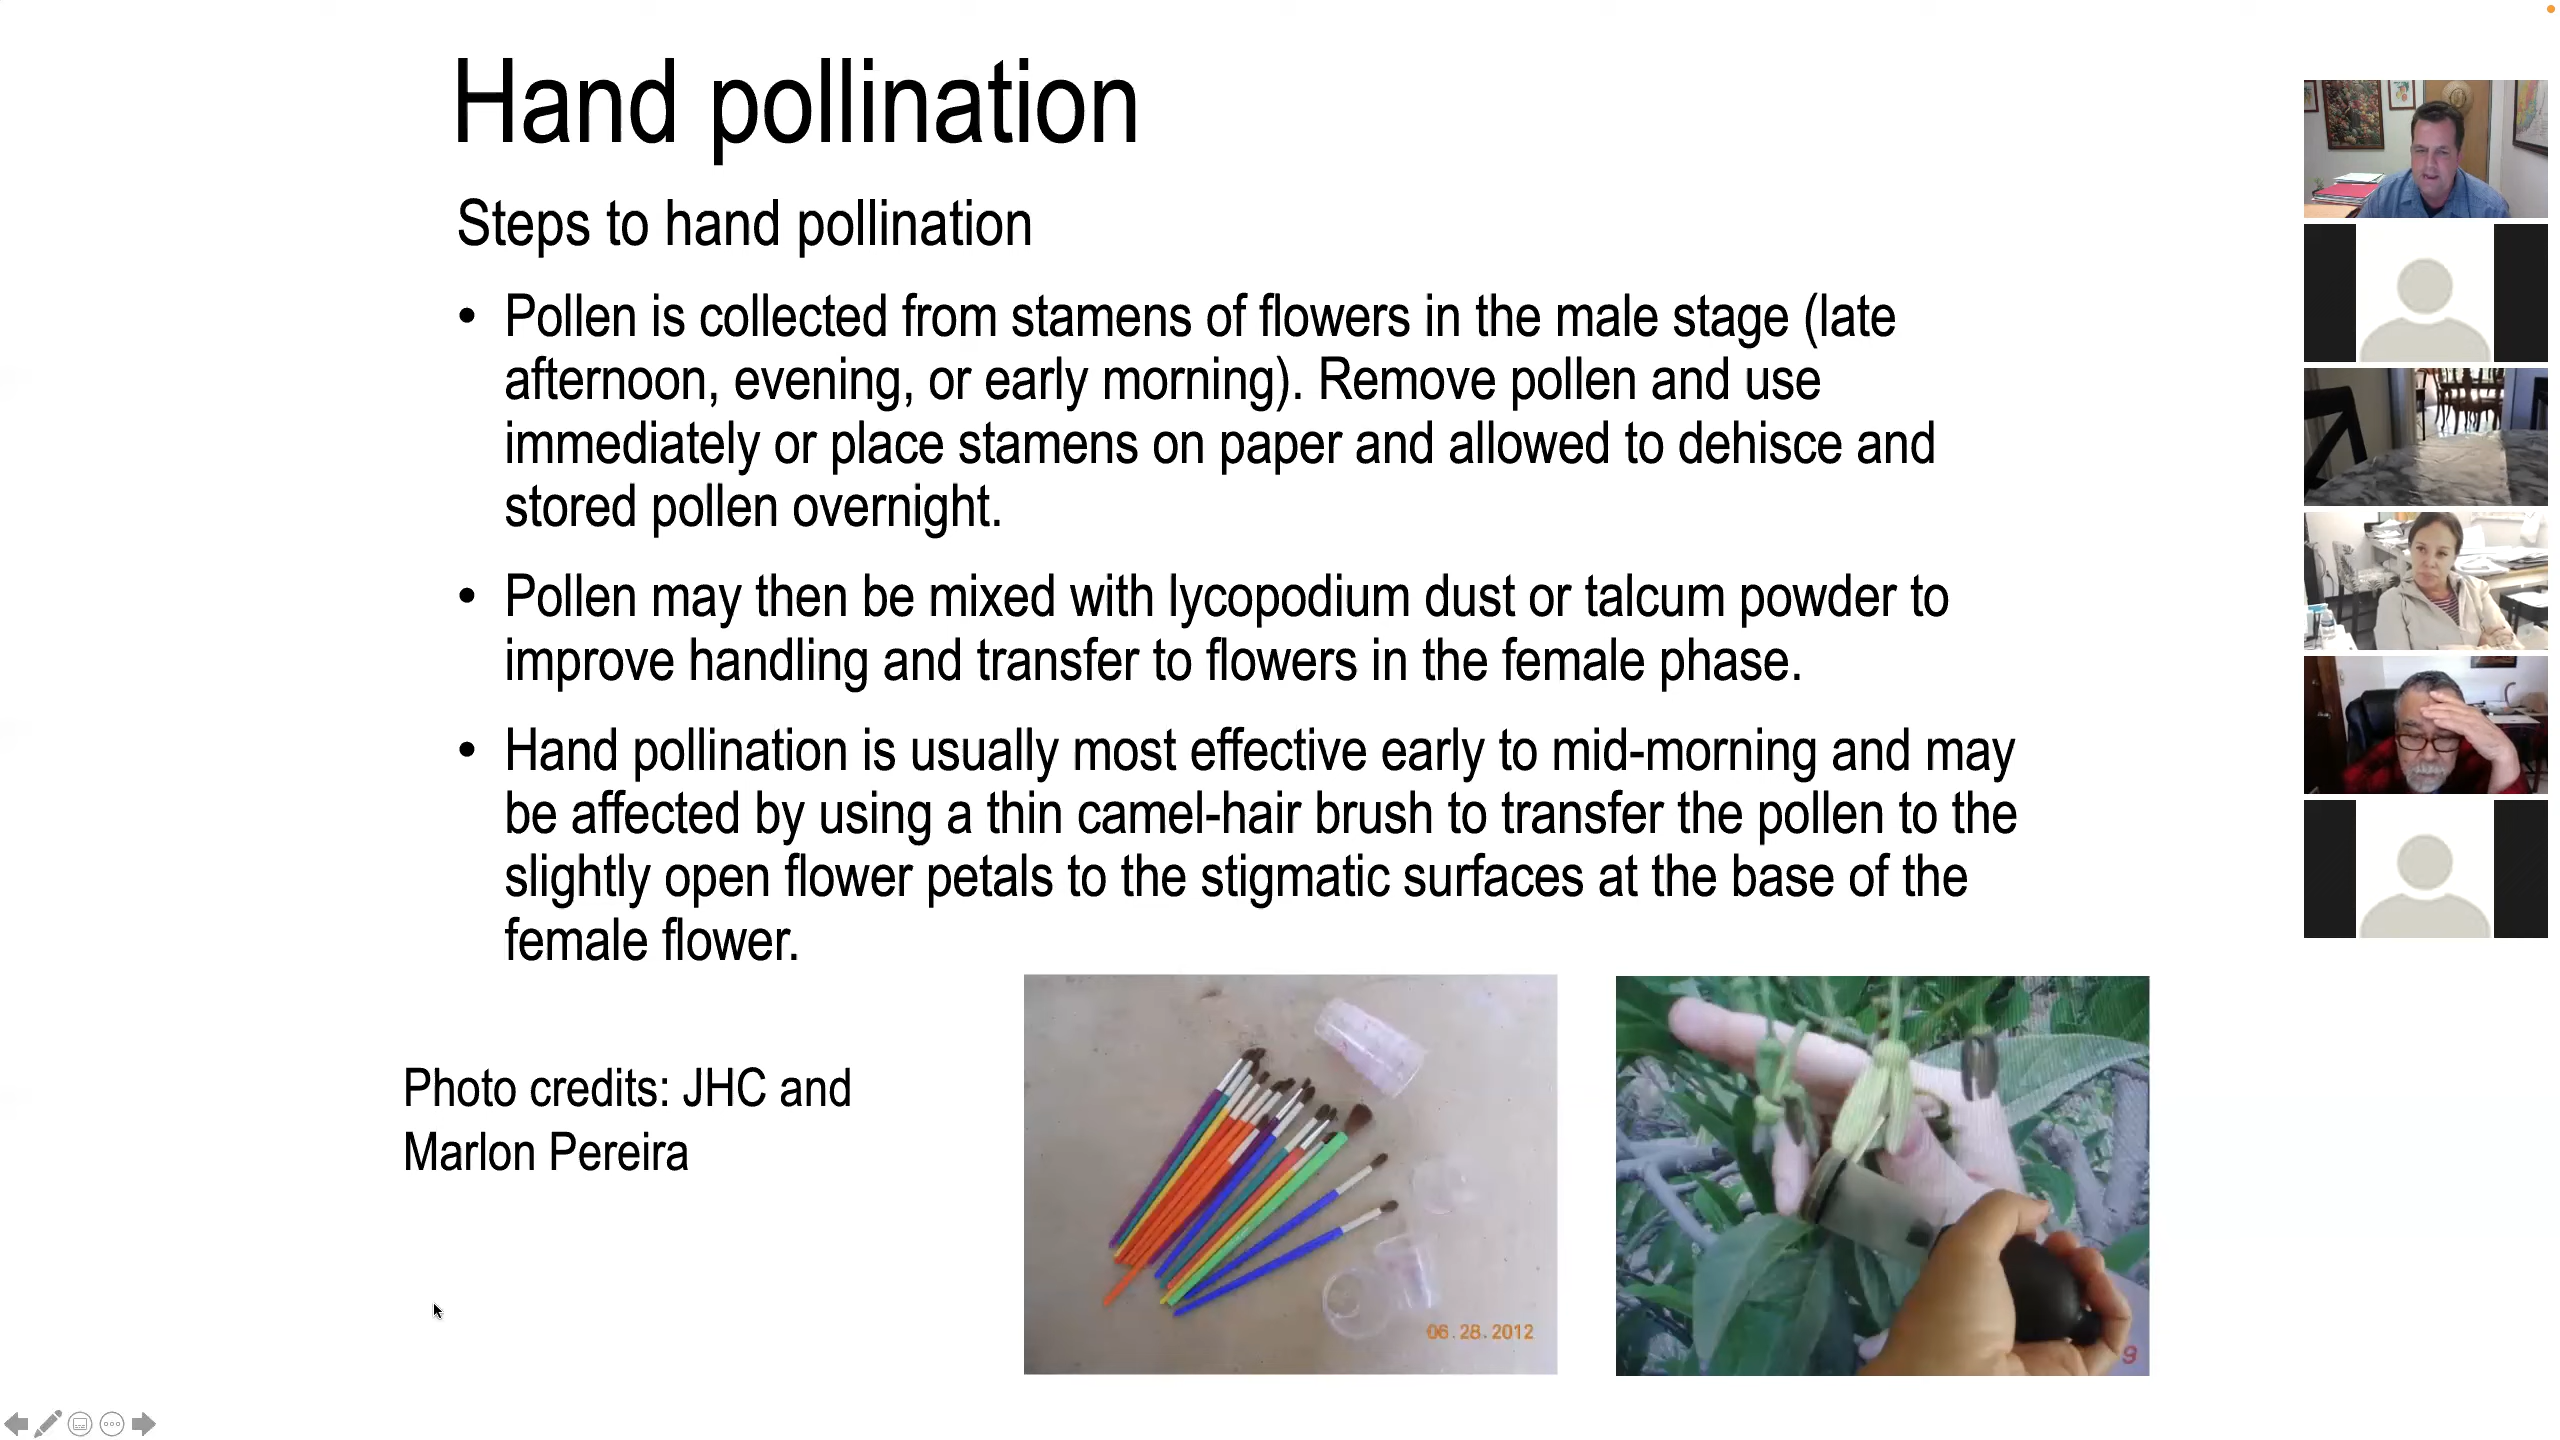 Hand pollination
Steps to hand pollination
• Pollen is collected from stamens of flowers in the male stage (late
afternoon, evening, or early morning). Remove pollen and use
immediately or place stamens on paper and allowed to dehisce and
stored pollen overnight.
• Pollen may then be mixed with lycopodium dust or talcum powder to
improve handling and transfer to flowers in the female phase.
• Hand pollination is usually most effective early to mid-morning and may
be affected by using a thin camel-hair brush to transfer the pollen to the
slightly open flower petals to the stigmatic surfaces at the base of the
female flower.
Photo credits: JHC and
Marlon Pereira
06.28.2012
9